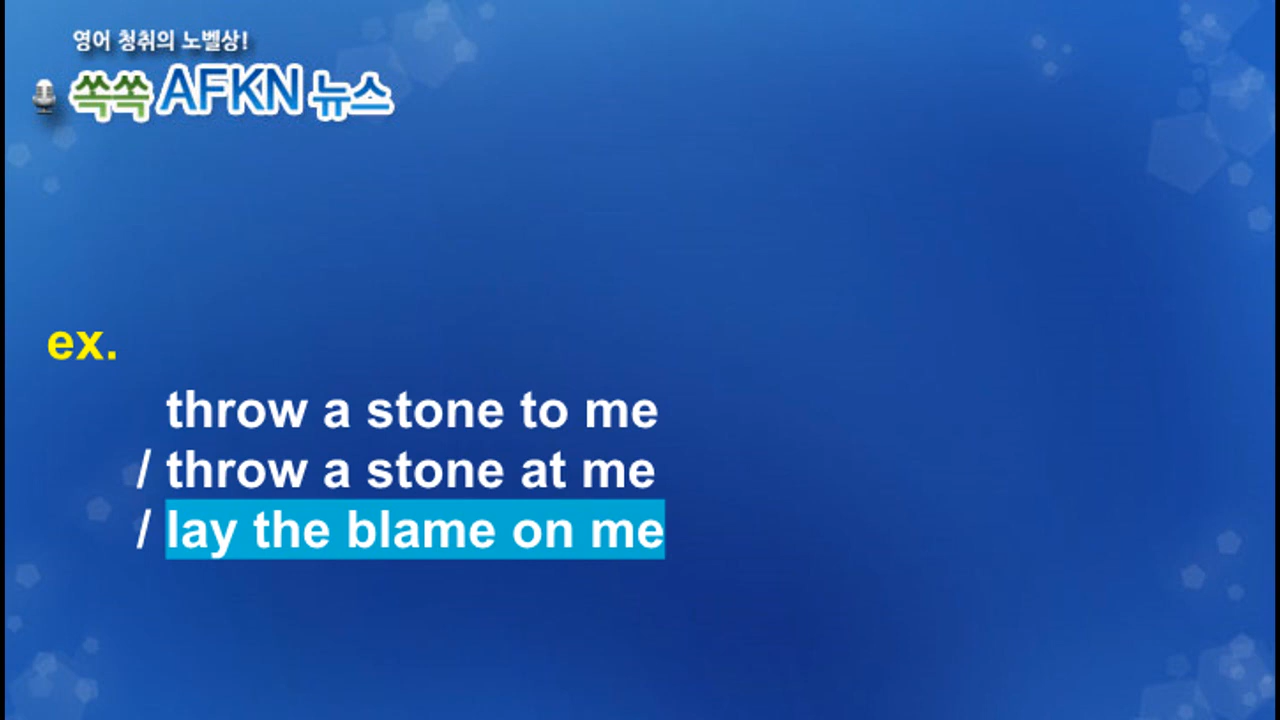 영어 청취의 노벨상!
쏙쏙 AFKN 뉴스
ex.
throw a stone to me
/ throw a stone at me
/ lay the blame on me